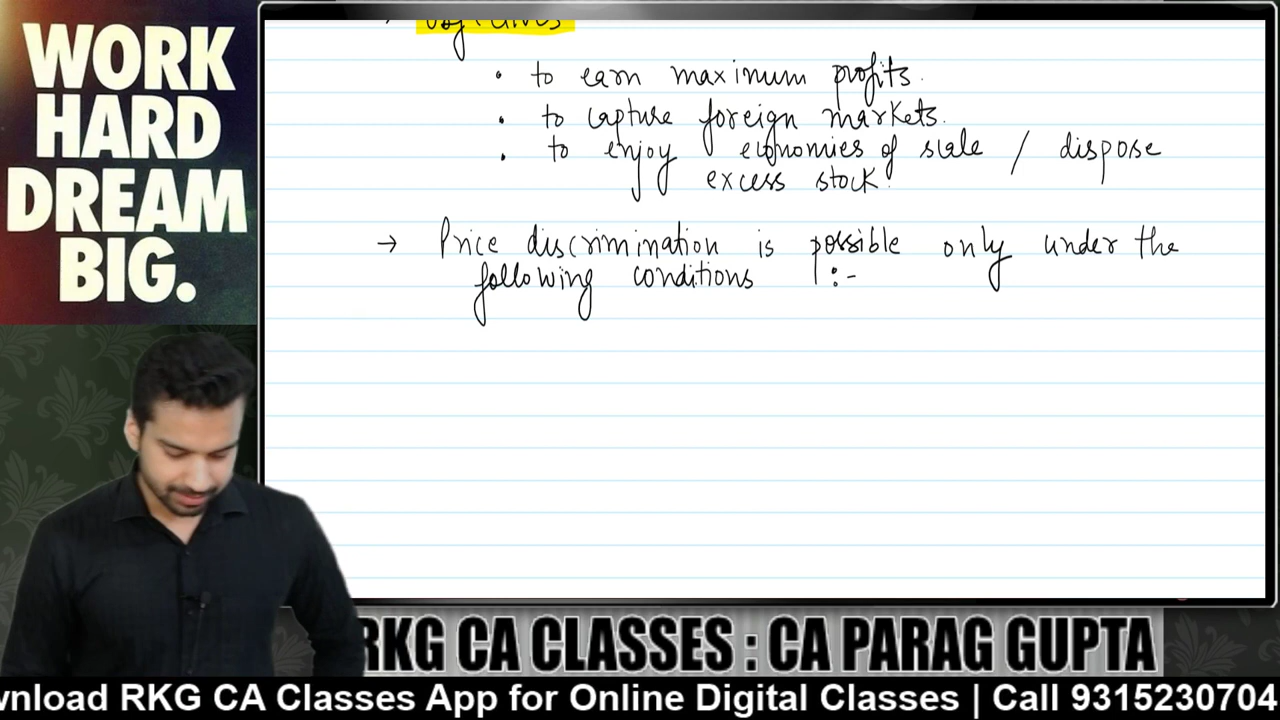 WORK
HARD
DREAM
BIG.
• to earn maximum profits.
• to capture foreign markets.
• to enjoy economies of scale / dispose
excess stock.
→ Price discrimination is possible only under the
following conditions :-
RKG CA CLASSES : CA PARAG GUPTA
wnload RKG CA Classes App for Online Digital Classes | Call 9315230704